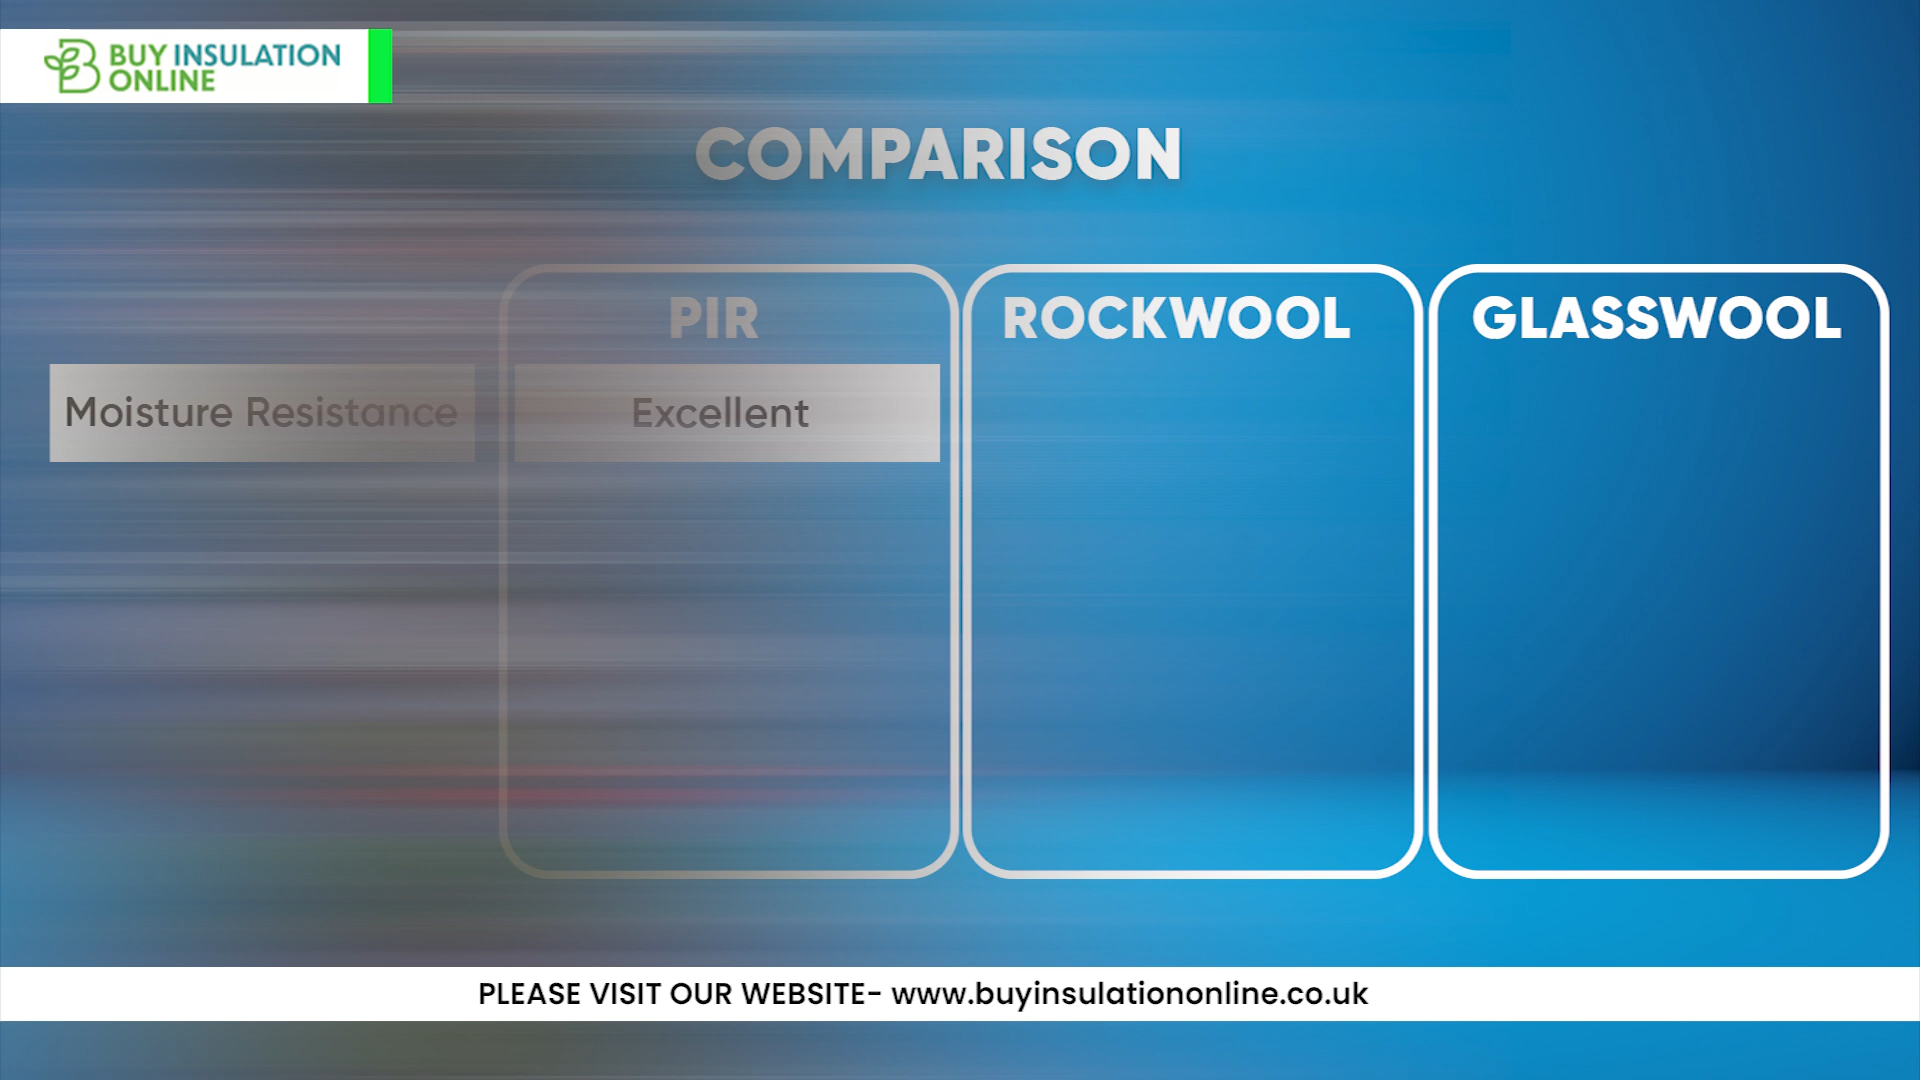 BUY INSULATION
ONLINE
COMPARISON
PIR
ROCKWOOL
GLASSWOOL
Moisture Resistance
Excellent
PLEASE VISIT OUR WEBSITE- www.buyinsulationonline.co.uk